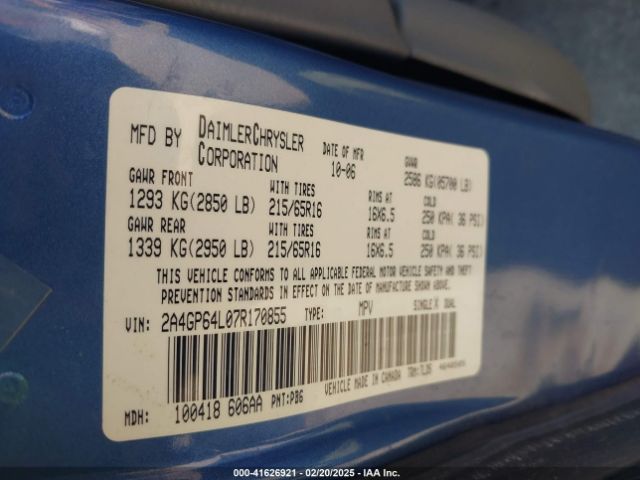 MFD BY DAIMLERCHRYSLER CORPORATION DATE OF MFR 10-06 GVWR 2586 KG(05700 LB)
GAWR FRONT WITH TIRES RIMS AT COLD
1293 KG(2850 LB) 215/65R16 16X6.5 250 KPA( 36 PSI)
GAWR REAR WITH TIRES RIMS AT COLD
1339 KG(2950 LB) 215/65R16 16X6.5 250 KPA( 36 PSI)
THIS VEHICLE CONFORMS TO ALL APPLICABLE FEDERAL MOTOR VEHICLE SAFETY AND THEFT
PREVENTION STANDARDS IN EFFECT ON THE DATE OF MANUFACTURE SHOWN ABOVE.
VIN: 2A4GP64L07R170855 TYPE: MPV SINGLE X DUAL
VEHICLE MADE IN CANADA TRM:7LD5
MDH: 100418 606AA PNT:PB6
000-41626921 - 02/20/2025 - IAA Inc.